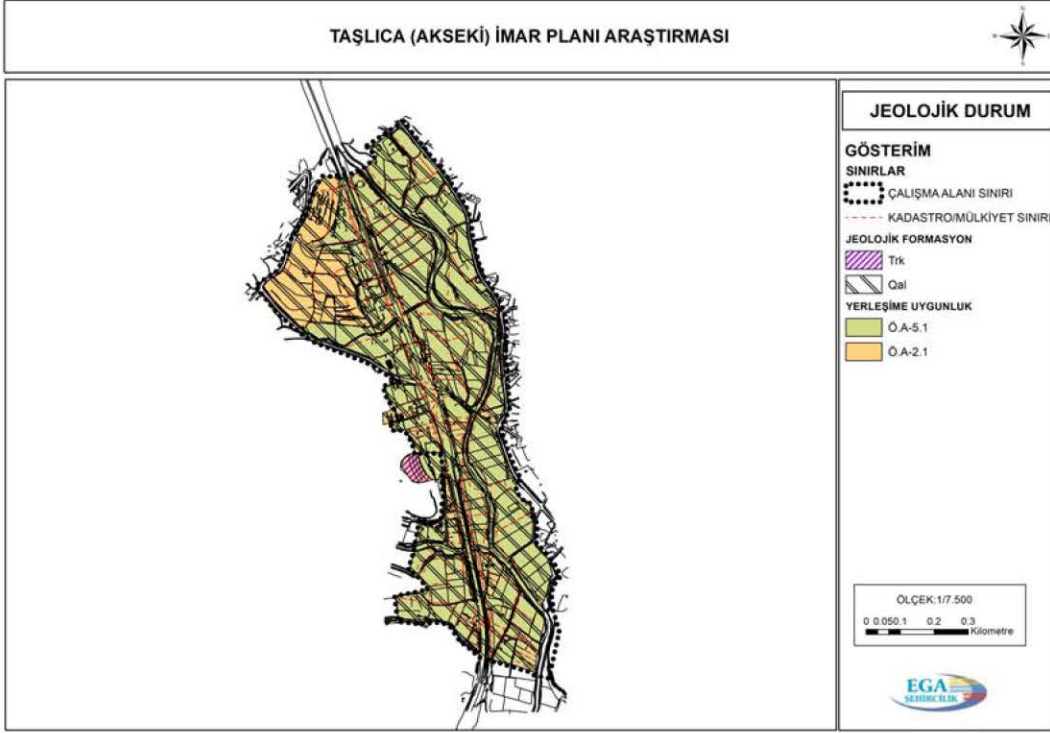 TAŞLICA (AKSEKİ) İMAR PLANI ARAŞTIRMASI
JEOLOJİK DURUM
GÖSTERİM
SINIRLAR
ÇALIŞMA ALANI SINIRI
KADASTRO/MÜLKİYET SINIRI
JEOLOJİK FORMASYON
Trk
Qal
YERLEŞİME UYGUNLUK
Ö.A-5.1
Ö.A-2.1
ÖLÇEK:1/7.500
0 0.050.1 0.2 0.3
Kilometre
EGA
ŞEHİRCİLİK